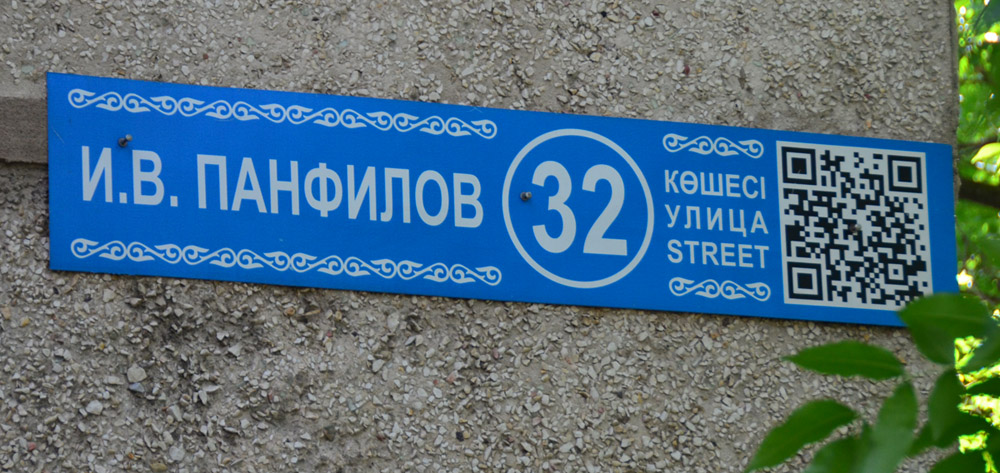 И.В. ПАНФИЛОВ
32
КӨШЕСІ
УЛИЦА
STREET